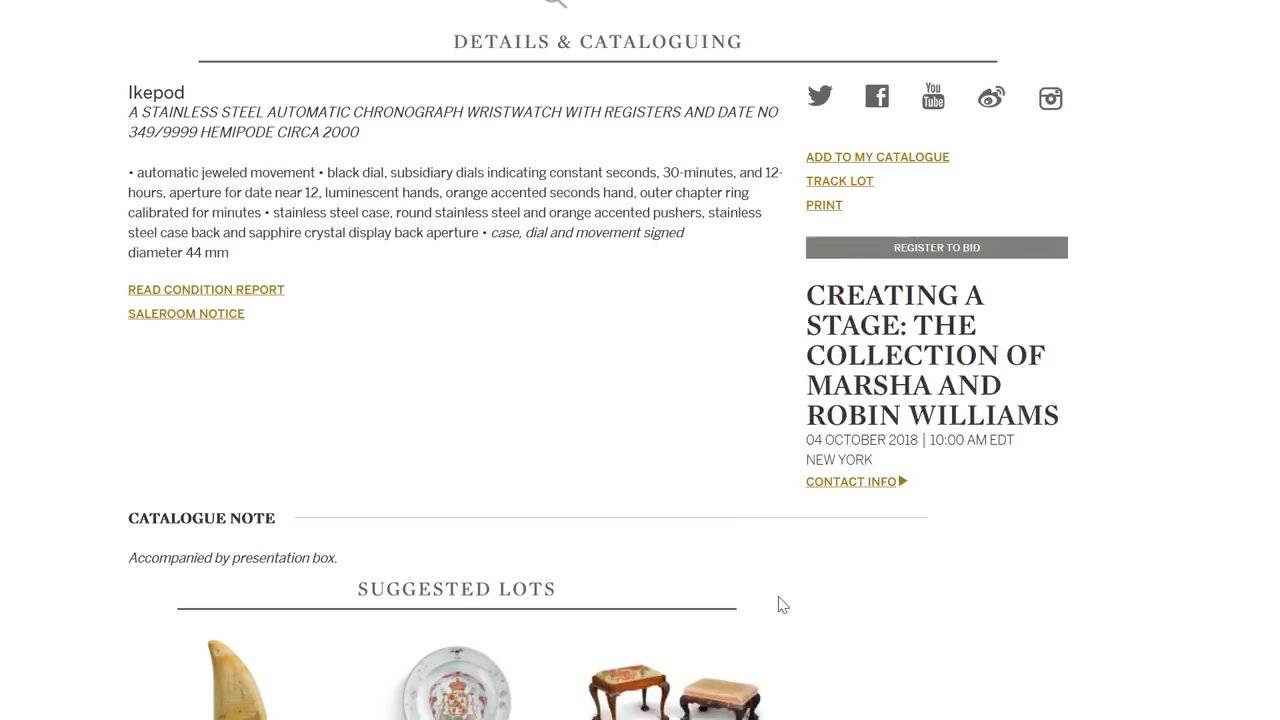 DETAILS & CATALOGUING
Ikepod
A STAINLESS STEEL AUTOMATIC CHRONOGRAPH WRISTWATCH WITH REGISTERS AND DATE NO
349/9999 HEMIPODE CIRCA 2000
• automatic jeweled movement • black dial, subsidiary dials indicating constant seconds, 30-minutes, and 12-
hours, aperture for date near 12, luminescent hands, orange accented seconds hand, outer chapter ring
calibrated for minutes • stainless steel case, round stainless steel and orange accented pushers, stainless
steel case back and sapphire crystal display back aperture • case, dial and movement signed
diameter 44 mm
READ CONDITION REPORT
SALEROOM NOTICE
You
Tube
ADD TO MY CATALOGUE
TRACK LOT
PRINT
REGISTER TO BID
CREATING A
STAGE: THE
COLLECTION OF
MARSHA AND
ROBIN WILLIAMS
04 OCTOBER 2018 | 10:00 AM EDT
NEW YORK
CONTACT INFO
CATALOGUE NOTE
Accompanied by presentation box.
SUGGESTED LOTS